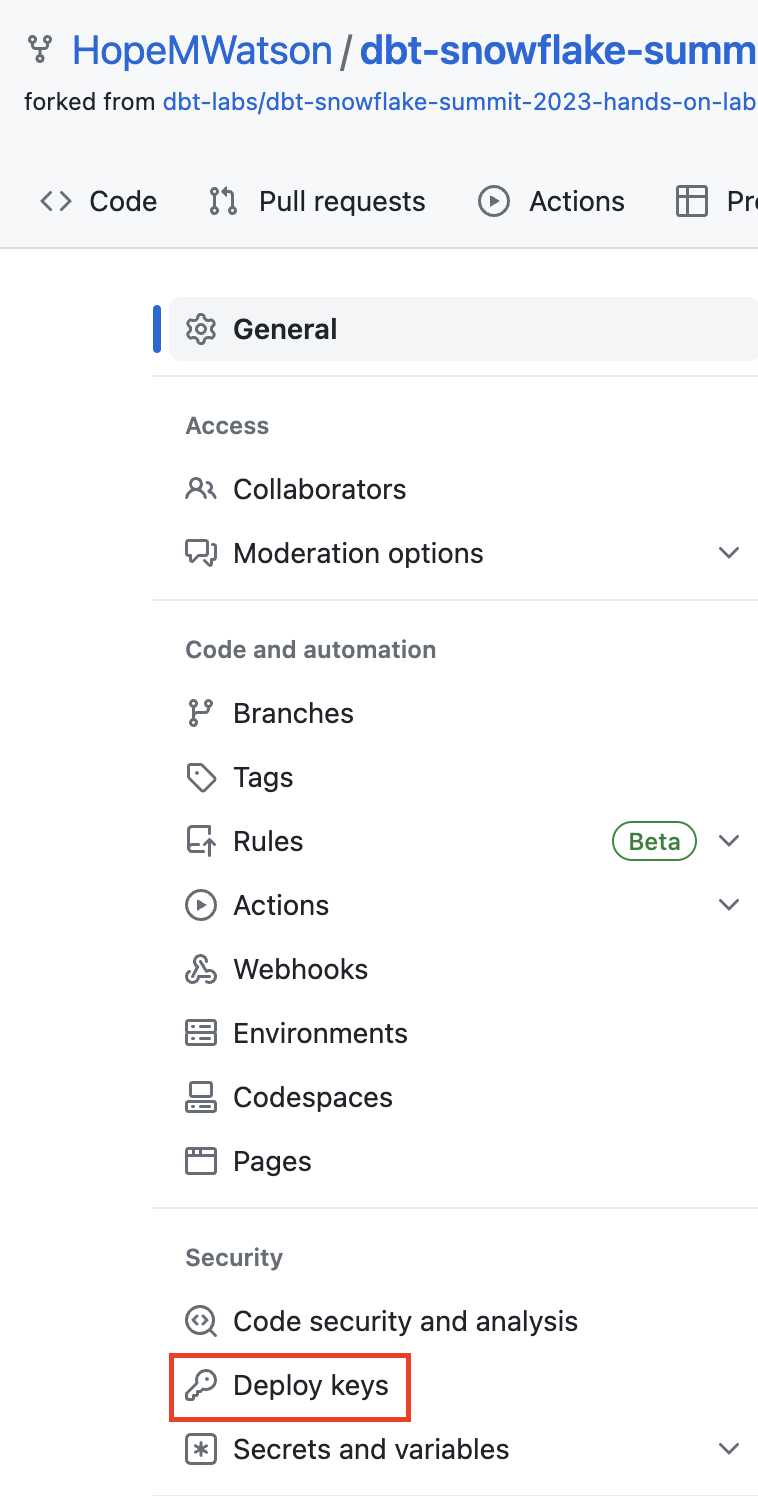 HopeMWatson / dbt-snowflake-summ
forked from dbt-labs/dbt-snowflake-summit-2023-hands-on-lab
Code Pull requests Actions Pro
General
Access
Collaborators
Moderation options
Code and automation
Branches
Tags
Rules Beta
Actions
Webhooks
Environments
Codespaces
Pages
Security
Code security and analysis
Deploy keys
Secrets and variables